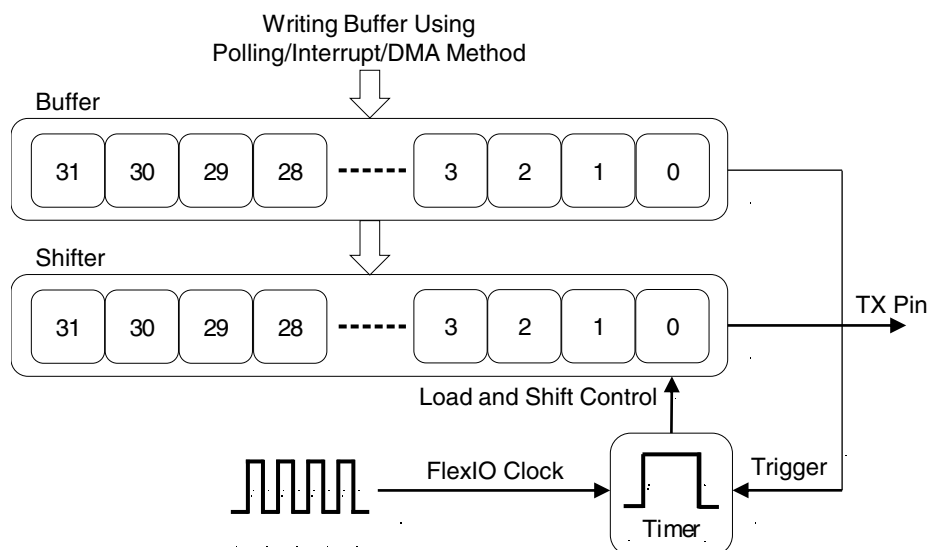 Writing Buffer Using
Polling/Interrupt/DMA Method
Buffer
31 30 29 28 3 2 1 0
Shifter
31 30 29 28 3 2 1 0
TX Pin
Load and Shift Control
FlexIO Clock
Trigger
Timer